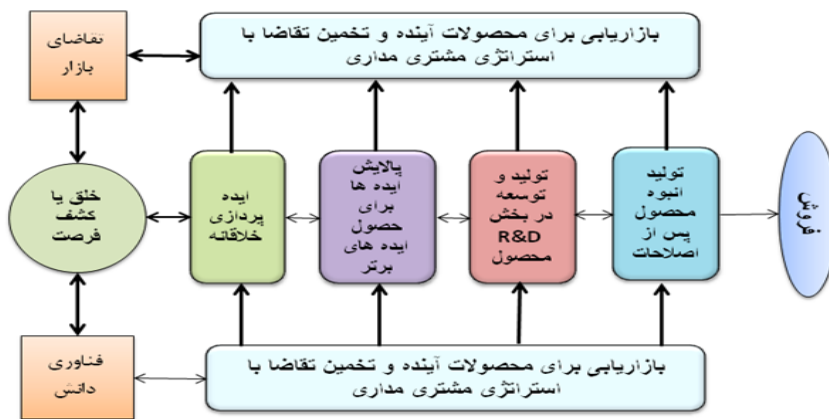 تقاضای
بازار
بازاریابی برای محصولات آینده و تخمین تقاضا با
استراتژی مشتری مداری
خلق یا
کشف
فرصت
ایده
پردازی
خلاقانه
پالایش
ایده ها
برای
حصول
ایده های
برتر
تولید و
توسعه
در بخش
R&D
محصول
تولید
انبوه
محصول
پس از
اصلاحات
فروش
فناوری
دانش
بازاریابی برای محصولات آینده و تخمین تقاضا با
استراتژی مشتری مداری